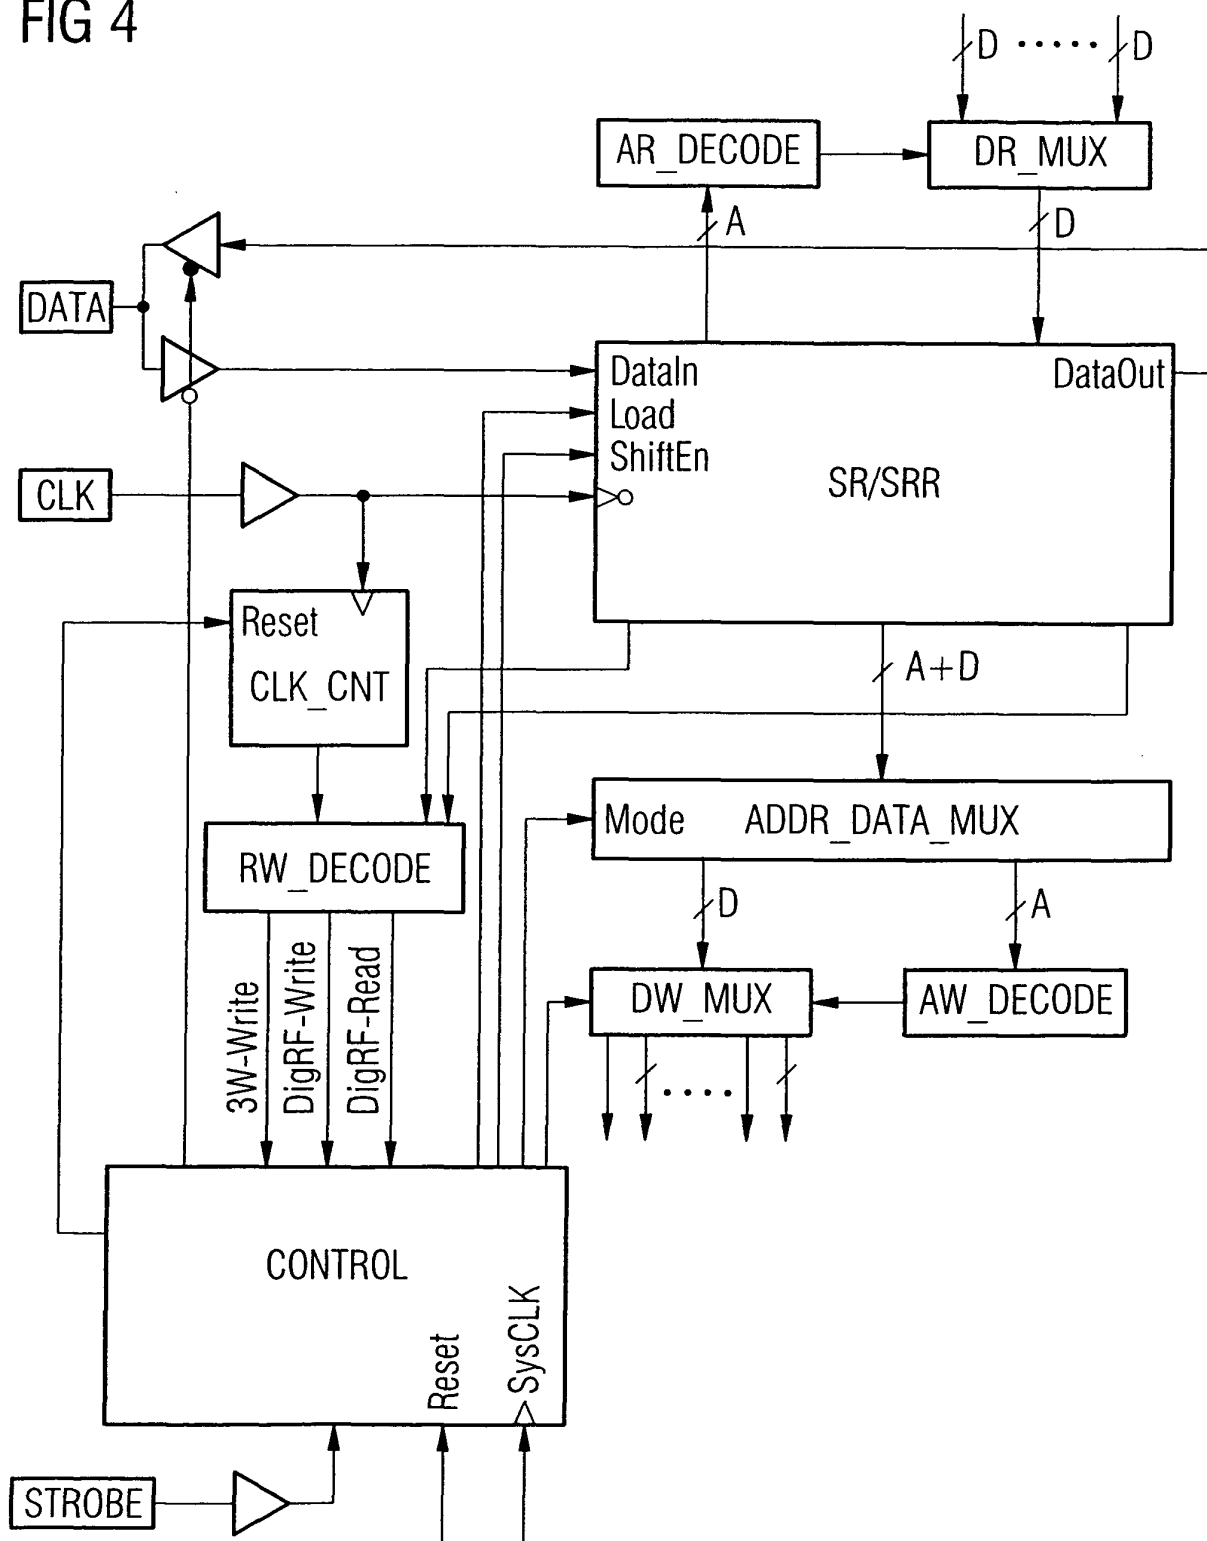 FIG 4
D ..... D
AR_DECODE
DR_MUX
A
D
DATA
DataIn
DataOut
Load
ShiftEn
SR/SRR
CLK
Reset
CLK_CNT
A+D
Mode
ADDR_DATA_MUX
RW_DECODE
D
A
3W-Write
DigRF-Write
DigRF-Read
DW_MUX
AW_DECODE
....
CONTROL
Reset
SysCLK
STROBE